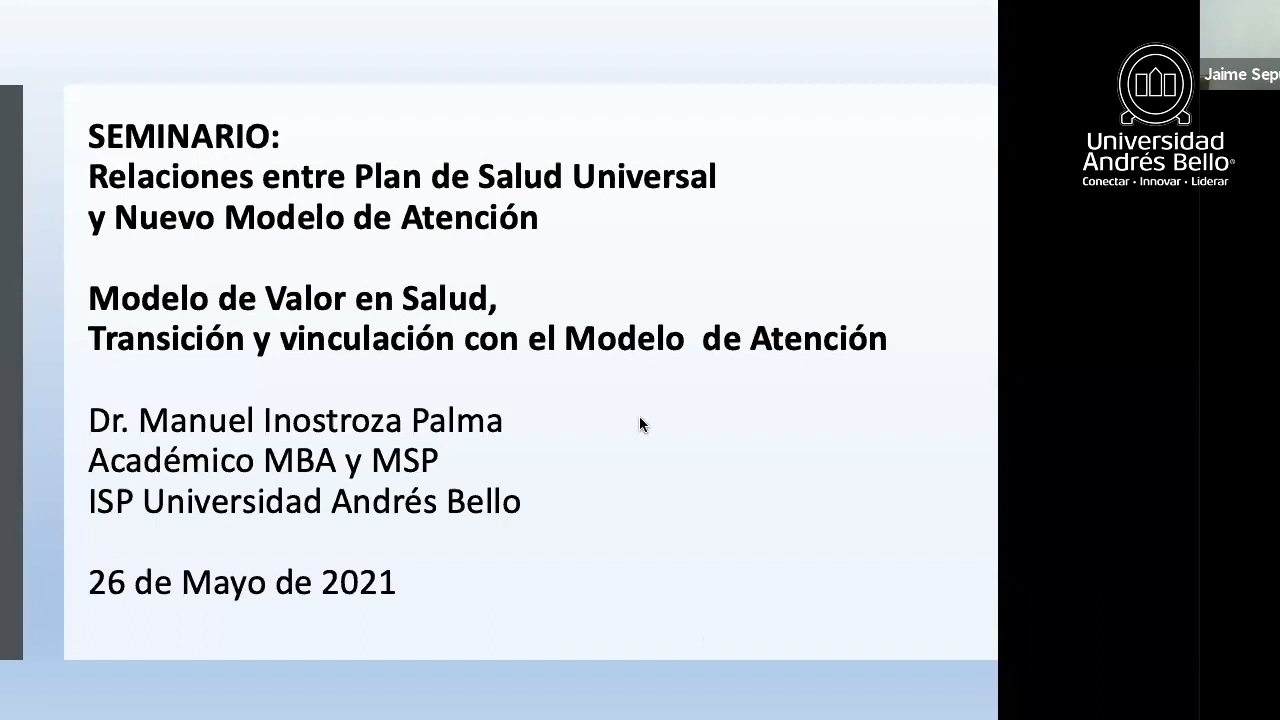 SEMINARIO:
Relaciones entre Plan de Salud Universal
y Nuevo Modelo de Atención
Modelo de Valor en Salud,
Transición y vinculación con el Modelo  de Atención
Dr. Manuel Inostroza Palma
Académico MBA y MSP
ISP Universidad Andrés Bello
26 de Mayo de 2021
Universidad
Andrés Bello®
Conectar • Innovar • Liderar
Jaime